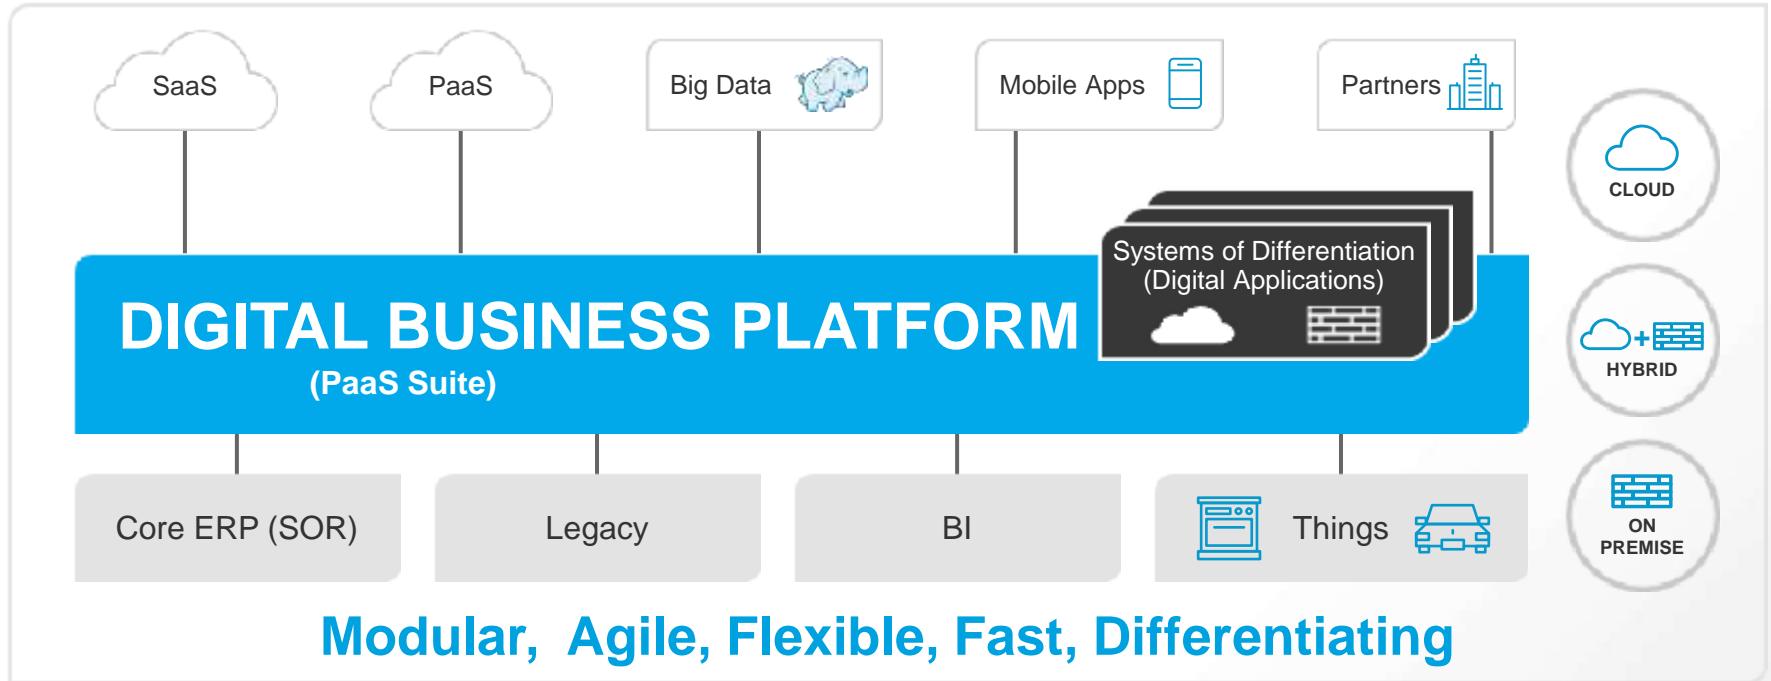 SaaS
PaaS
Big Data
Mobile Apps
Partners
CLOUD
Systems of Differentiation
(Digital Applications)
DIGITAL BUSINESS PLATFORM
(PaaS Suite)
HYBRID
Core ERP (SOR)
Legacy
BI
Things
ON
PREMISE
Modular, Agile, Flexible, Fast, Differentiating